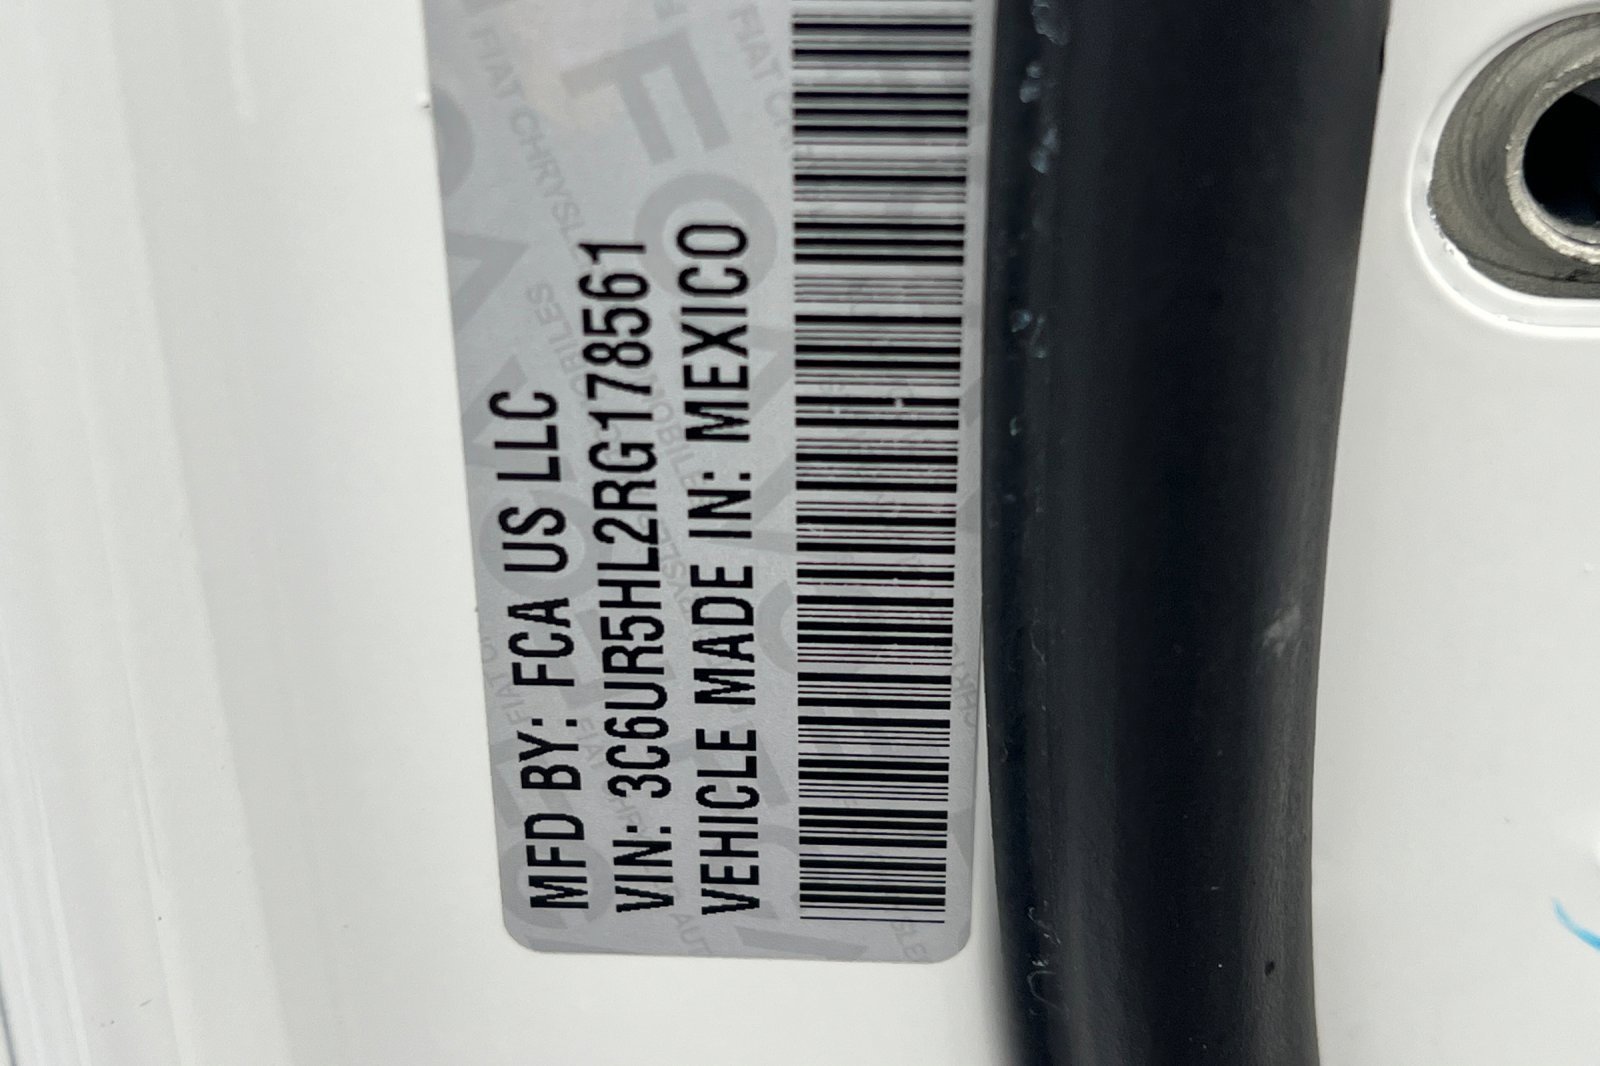 MFD BY: FCA US LLC
VIN: 3C6UR5HL2RG178561
VEHICLE MADE IN: MEXICO